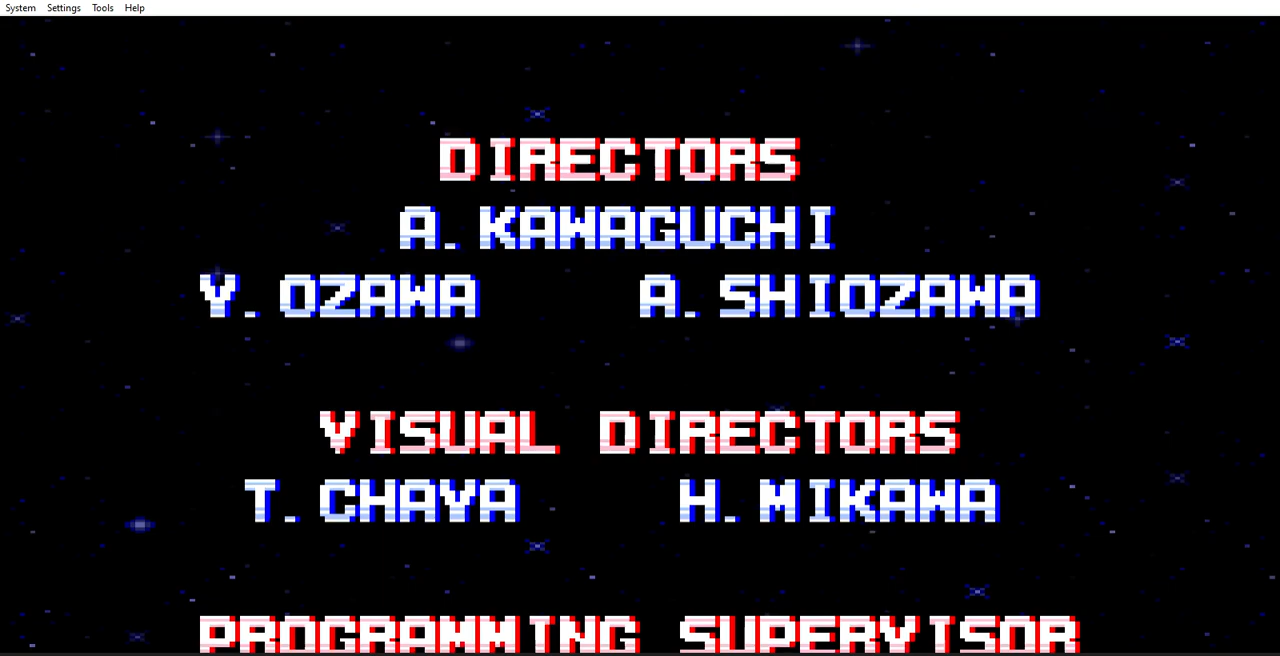 System Settings Tools Help
DIRECTORS
A. KAWAGUCHI
Y. OZAWA A. SHIOZAWA
VISUAL DIRECTORS
T. CHAYA H. MIKAWA
PROGRAMMING SUPERVISOR